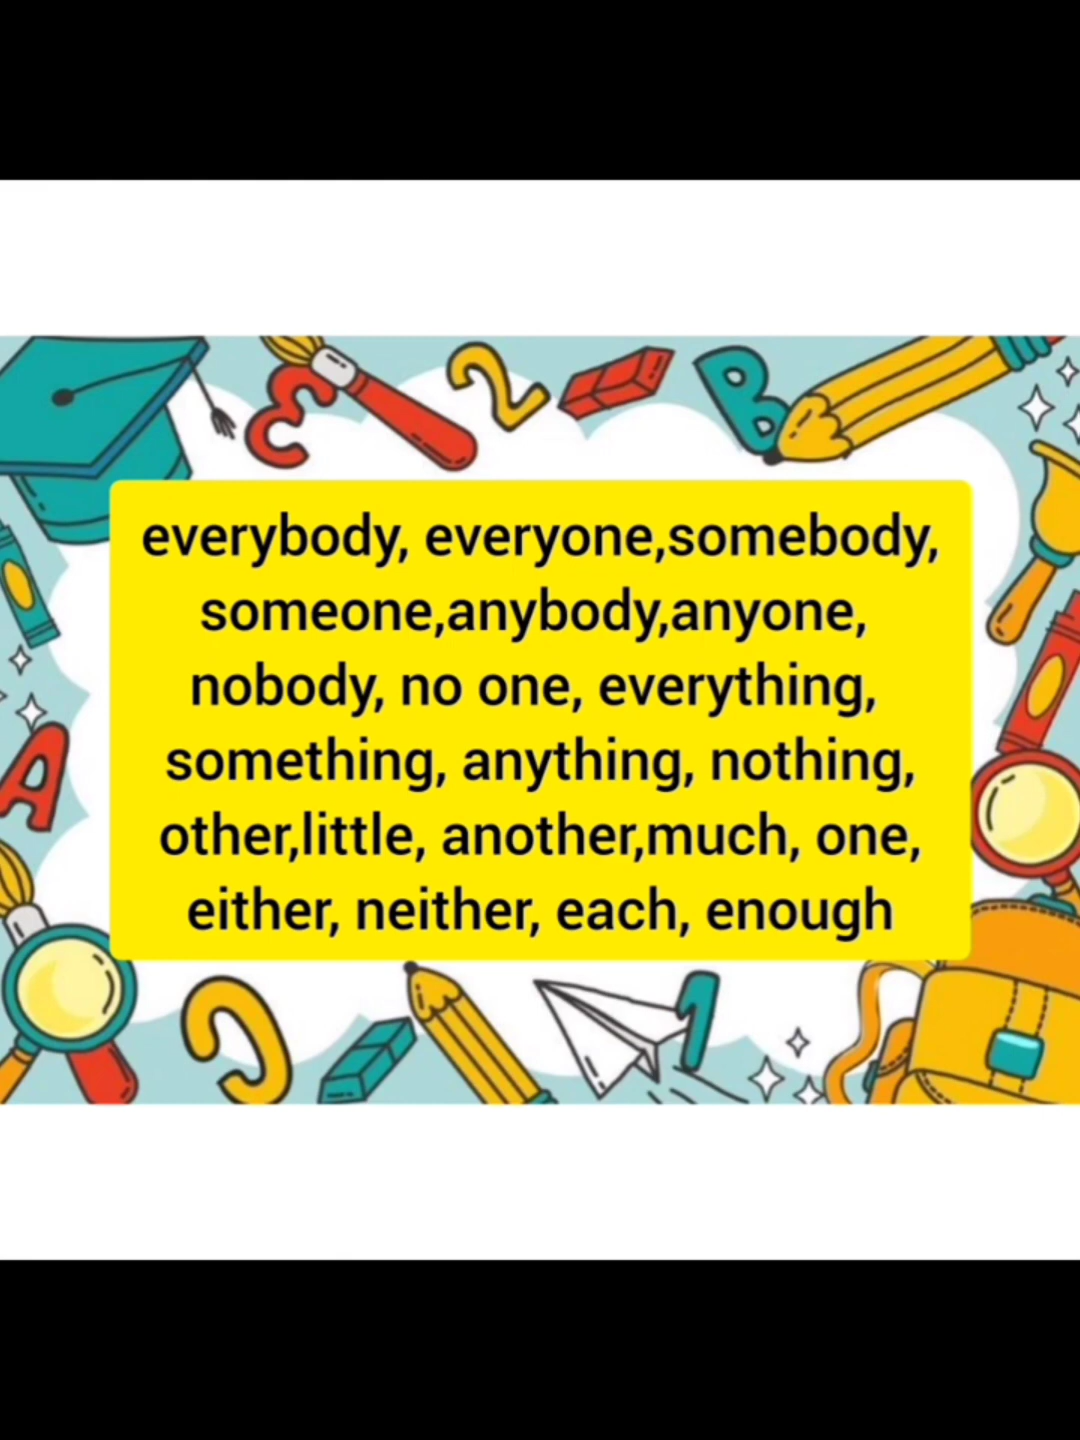 everybody, everyone,somebody,
someone,anybody,anyone,
nobody, no one, everything,
something, anything, nothing,
other,little, another,much, one,
either, neither, each, enough